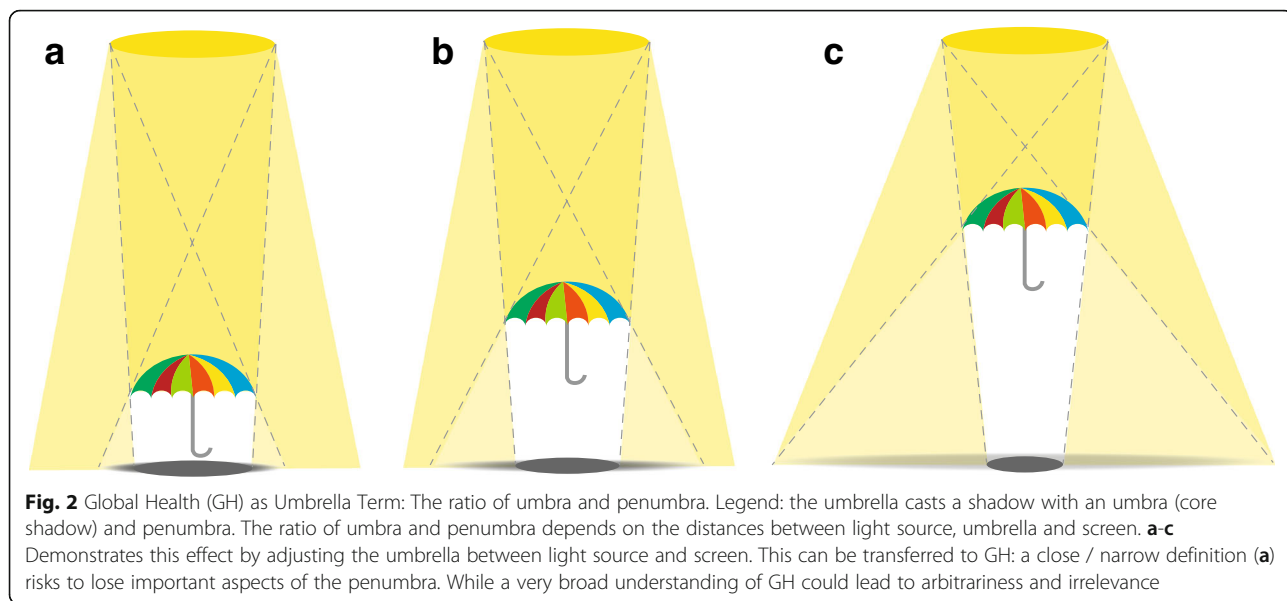 a
b
c
Fig. 2 Global Health (GH) as Umbrella Term: The ratio of umbra and penumbra. Legend: the umbrella casts a shadow with an umbra (core
shadow) and penumbra. The ratio of umbra and penumbra depends on the distances between light source, umbrella and screen. a-c
Demonstrates this effect by adjusting the umbrella between light source and screen. This can be transferred to GH: a close / narrow definition (a)
risks to lose important aspects of the penumbra. While a very broad understanding of GH could lead to arbitrariness and irrelevance